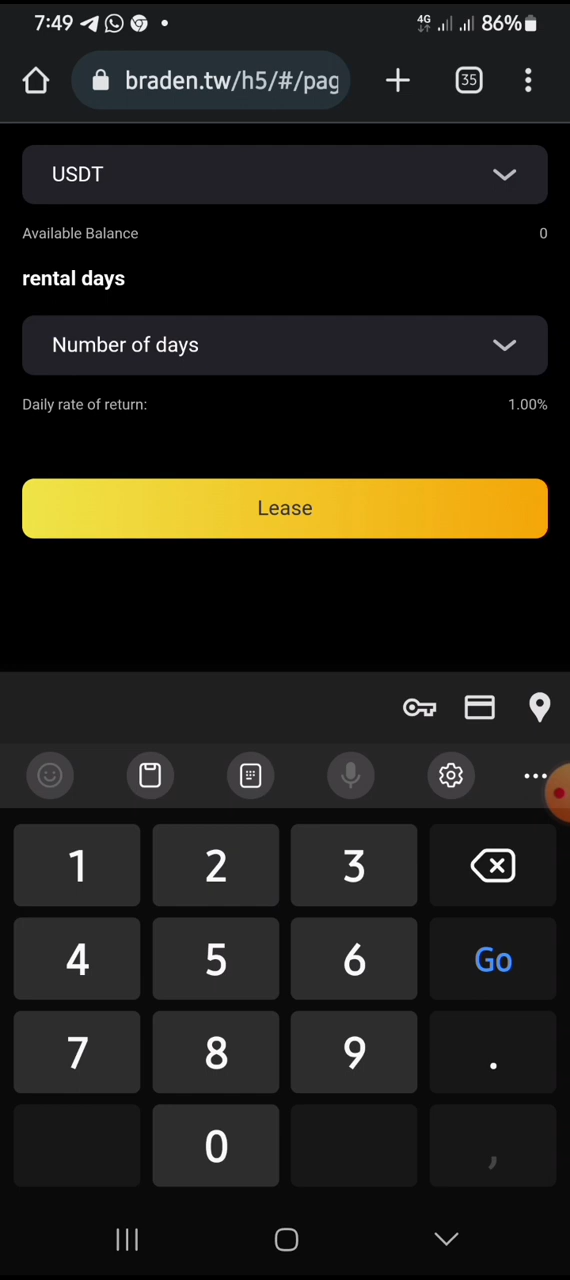 7:49
4G
86%
braden.tw/h5/#/pag
35
USDT
Available Balance 0
rental days
Number of days
Daily rate of return: 1.00%
Lease
1 2 3
4 5 6 Go
7 8 9 .
0 ,